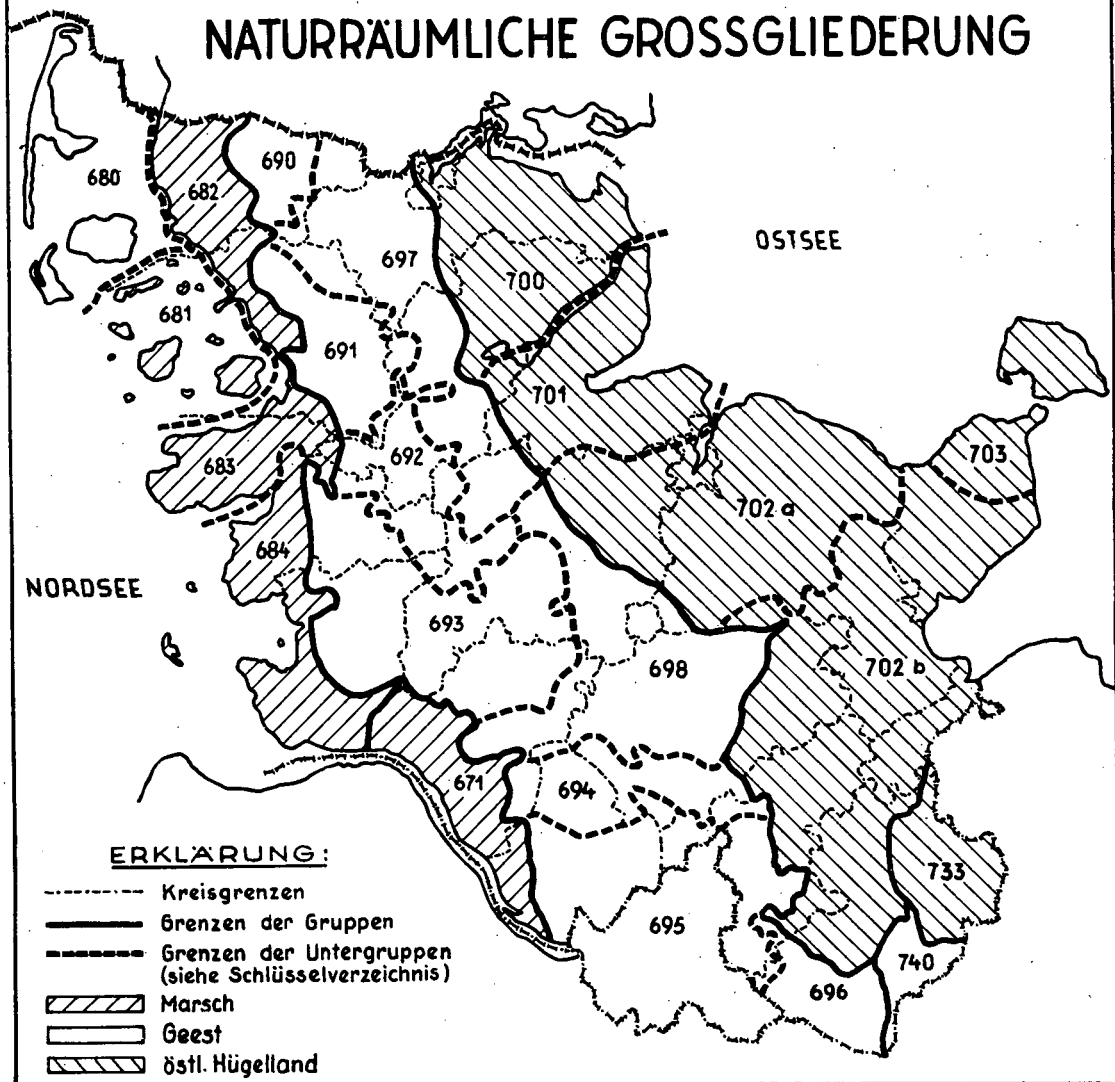 NATURRÄUMLICHE GROSSGLIEDERUNG
690
680
682
697
OSTSEE
700
681
691
701
692
703
683
702 a
684
NORDSEE
693
698
702 b
671
694
733
695
740
696
ERKLÄRUNG:
Kreisgrenzen
Grenzen der Gruppen
Grenzen der Untergruppen
(siehe Schlüsselverzeichnis)
Marsch
Geest
östl. Hügelland